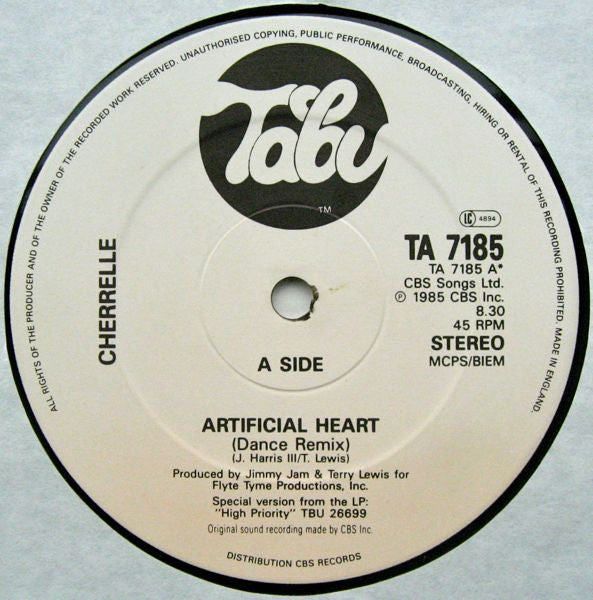 ALL RIGHTS OF THE PRODUCER AND OF THE OWNER OF THE RECORDED WORK RESERVED. UNAUTHORISED COPYING, PUBLIC PERFORMANCE, BROADCASTING, HIRING OR RENTAL OF THIS RECORDING PROHIBITED. MADE IN ENGLAND.
Tabu
TM
LC 4894
CHERRELLE
TA 7185
TA 7185 A*
CBS Songs Ltd.
Ⓟ 1985 CBS Inc.
8.30
45 RPM
STEREO
MCPS/BIEM
A SIDE
ARTIFICIAL HEART
(Dance Remix)
(J. Harris III/T. Lewis)
Produced by Jimmy Jam & Terry Lewis for
Flyte Tyme Productions, Inc.
Special version from the LP:
"High Priority" TBU 26699
Original sound recording made by CBS Inc.
DISTRIBUTION CBS RECORDS